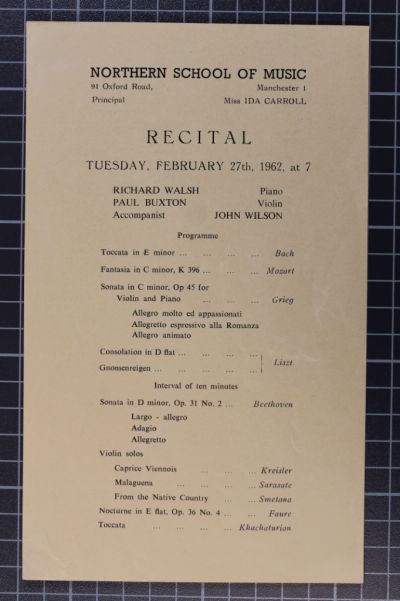 NORTHERN SCHOOL OF MUSIC
91 Oxford Road, Manchester 1
Principal Miss IDA CARROLL
RECITAL
TUESDAY, FEBRUARY 27th, 1962, at 7
RICHARD WALSH Piano
PAUL BUXTON Violin
Accompanist JOHN WILSON
Programme
Toccata in E minor ... ... ... ... Bach
Fantasia in C minor, K 396 ... ... ... Mozart
Sonata in C minor, Op 45 for
Violin and Piano ... ... ... Grieg
Allegro molto ed appassionati
Allegretto espressivo alla Romanza
Allegro animato
Consolation in D flat ... ... ... ...
Liszt
Gnomenreigen ... ... ... ... ...
Interval of ten minutes
Sonata in D minor, Op. 31 No. 2 ... Beethoven
Largo - allegro
Adagio
Allegretto
Violin solos
Caprice Viennois ... ... ... Kreisler
Malaguena ... ... ... Sarasate
From the Native Country ... ... Smetana
Nocturne in E flat, Op. 36 No. 4 ... ... Faure
Toccata ... ... ... ... Khachaturian